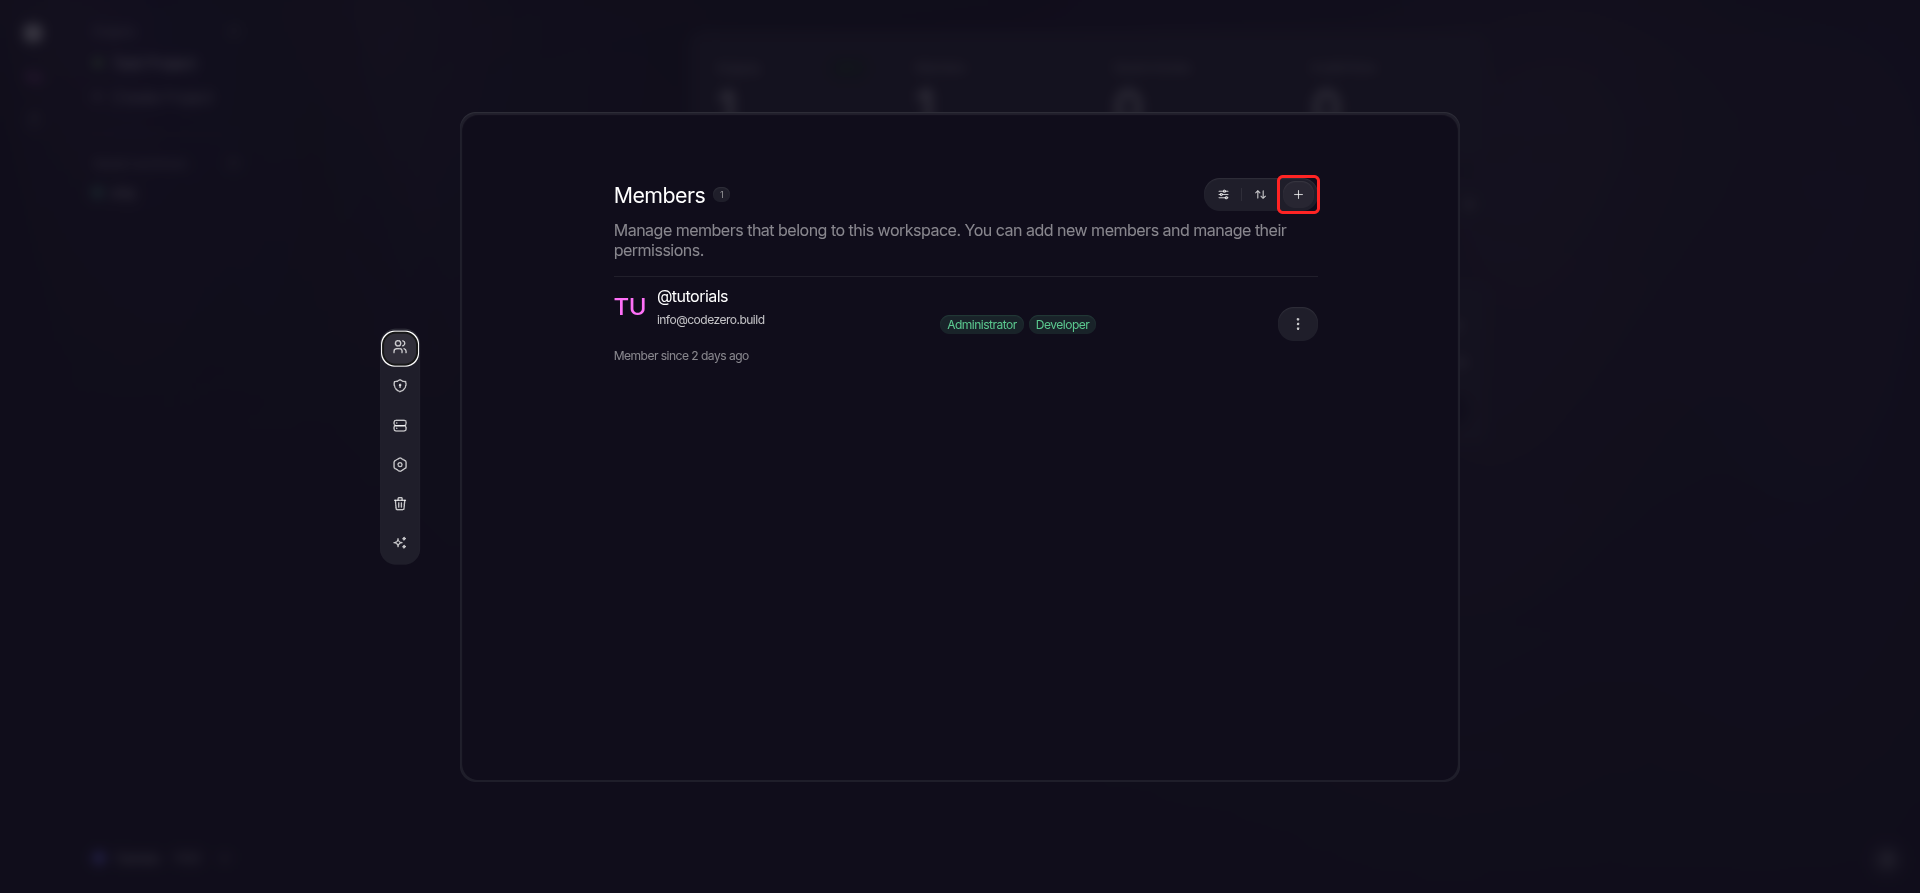 Members 1
Manage members that belong to this workspace. You can add new members and manage their
permissions.
TU @tutorials
info@codezero.build
Administrator Developer
Member since 2 days ago